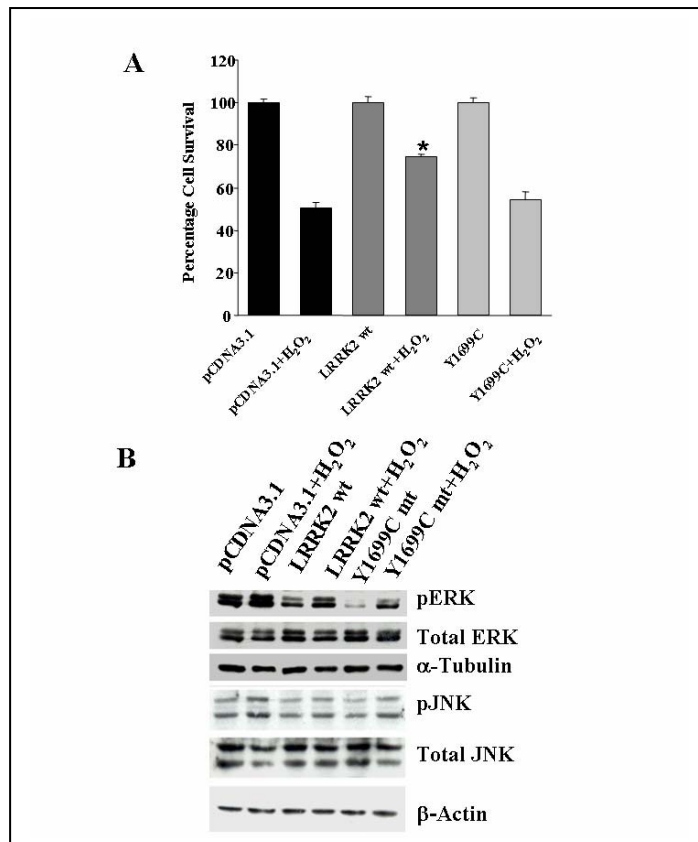 A
Percentage Cell Survival
120
100
80
60
40
20
0
*
pCDNA3.1
pCDNA3.1+H₂O₂
LRRK2 wt
LRRK2 wt+H₂O₂
Y1699C
Y1699C+H₂O₂
B
pCDNA3.1
pCDNA3.1+H₂O₂
LRRK2 wt
LRRK2 wt+H₂O₂
Y1699C mt
Y1699C mt+H₂O₂
pERK
Total ERK
α-Tubulin
pJNK
Total JNK
β-Actin